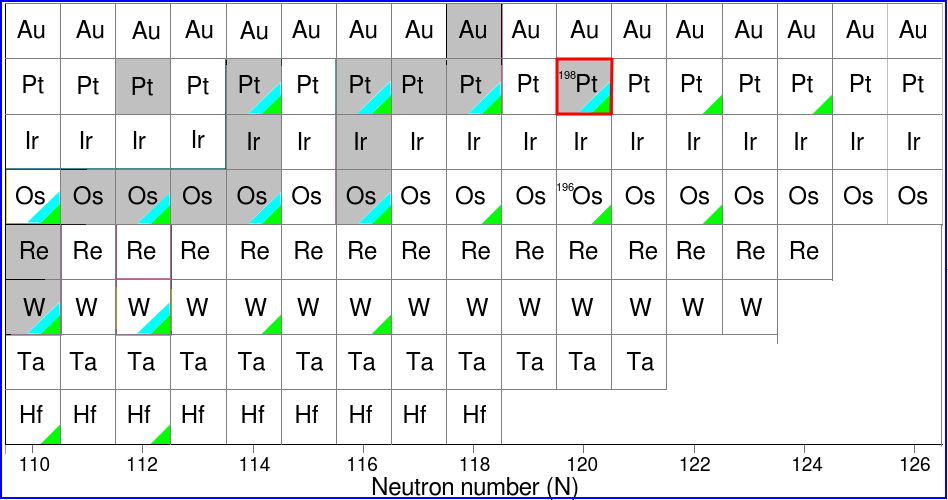 Au Au Au Au Au Au Au Au Au Au Au Au Au Au Au Au Au
Pt Pt Pt Pt Pt Pt Pt Pt Pt Pt 198Pt Pt Pt Pt Pt Pt Pt
Ir Ir Ir Ir Ir Ir Ir Ir Ir Ir Ir Ir Ir Ir Ir Ir Ir
Os Os Os Os Os Os Os Os Os Os 196Os Os Os Os Os Os Os
Re Re Re Re Re Re Re Re Re Re Re Re Re Re Re
W W W W W W W W W W W W W W
Ta Ta Ta Ta Ta Ta Ta Ta Ta Ta Ta Ta
Hf Hf Hf Hf Hf Hf Hf Hf Hf
110 112 114 116 118 120 122 124 126
Neutron number (N)